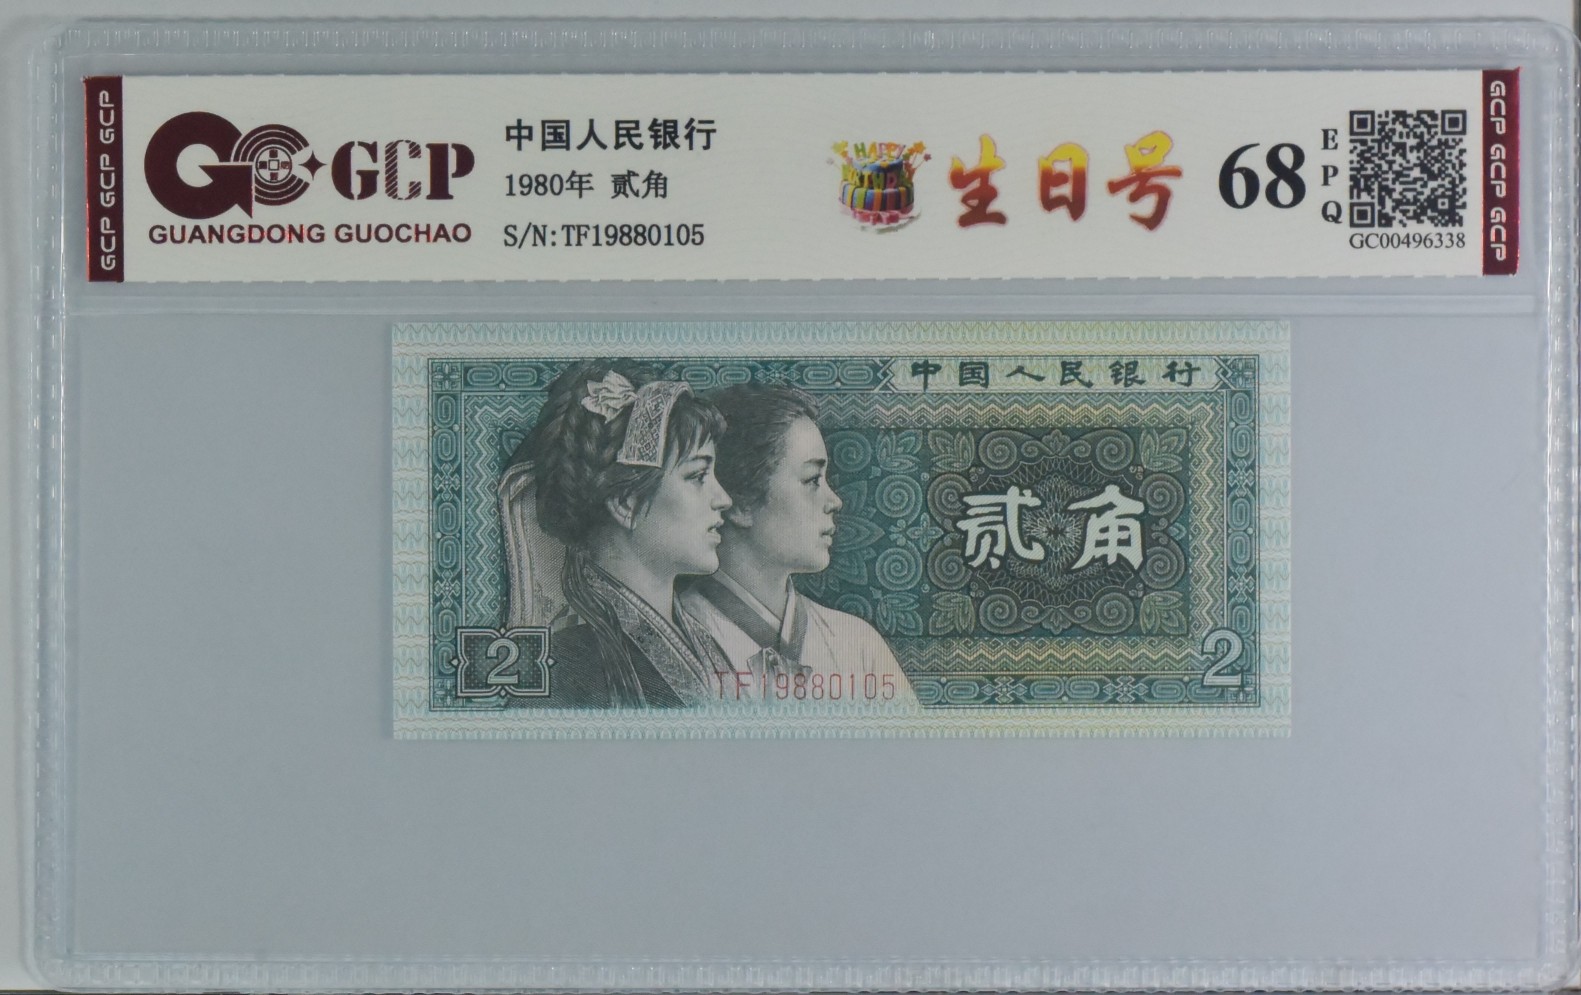 GCP GCP GCP
GCP
GUANGDONG GUOCHAO
中国人民银行
1980年 贰角
S/N:TF19880105
HAPPY
BIRTHDAY
生日号
68
EPQ
GC00496338
GCP GCP GCP
中国人民银行
贰角
2
2
TF19880105